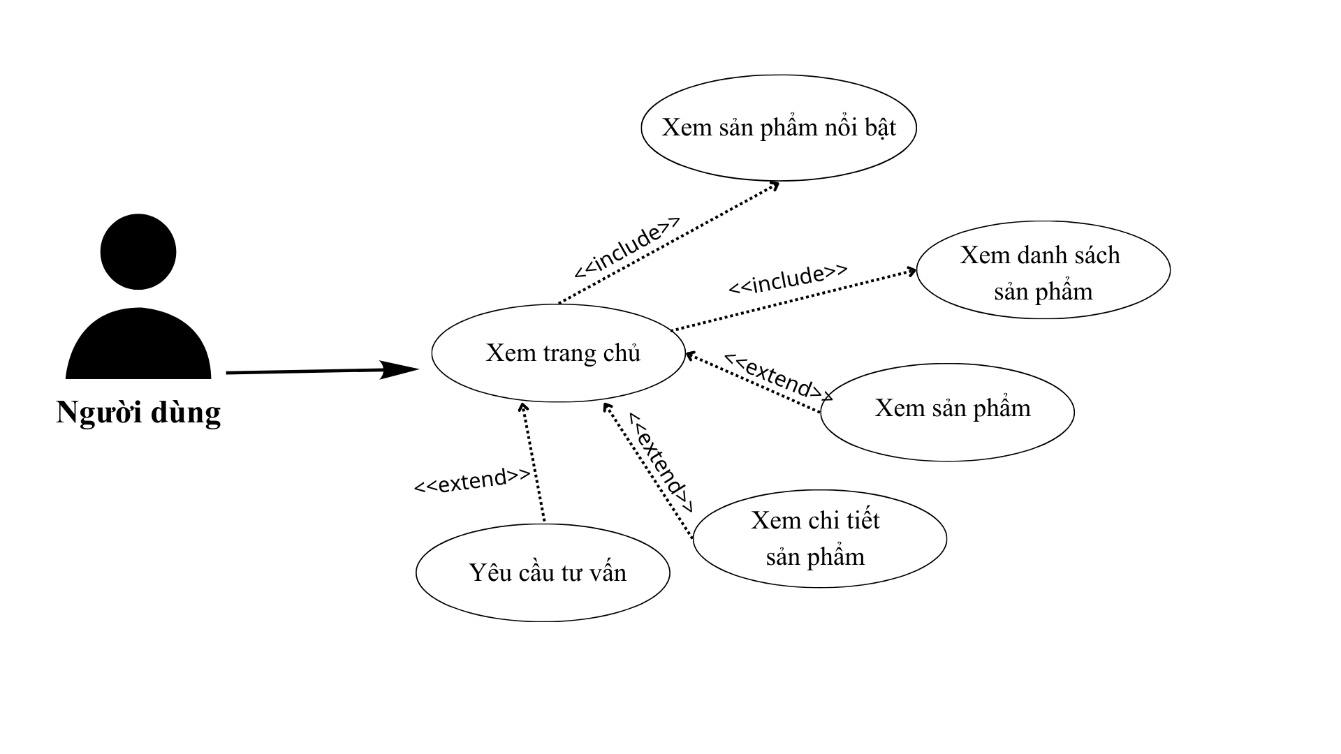 Xem sản phẩm nổi bật
<<include>>
Xem danh sách
sản phẩm
<<include>>
Xem trang chủ
<<extend>>
Xem sản phẩm
Người dùng
<<extend>>
<<extend>>
Xem chi tiết
sản phẩm
Yêu cầu tư vấn